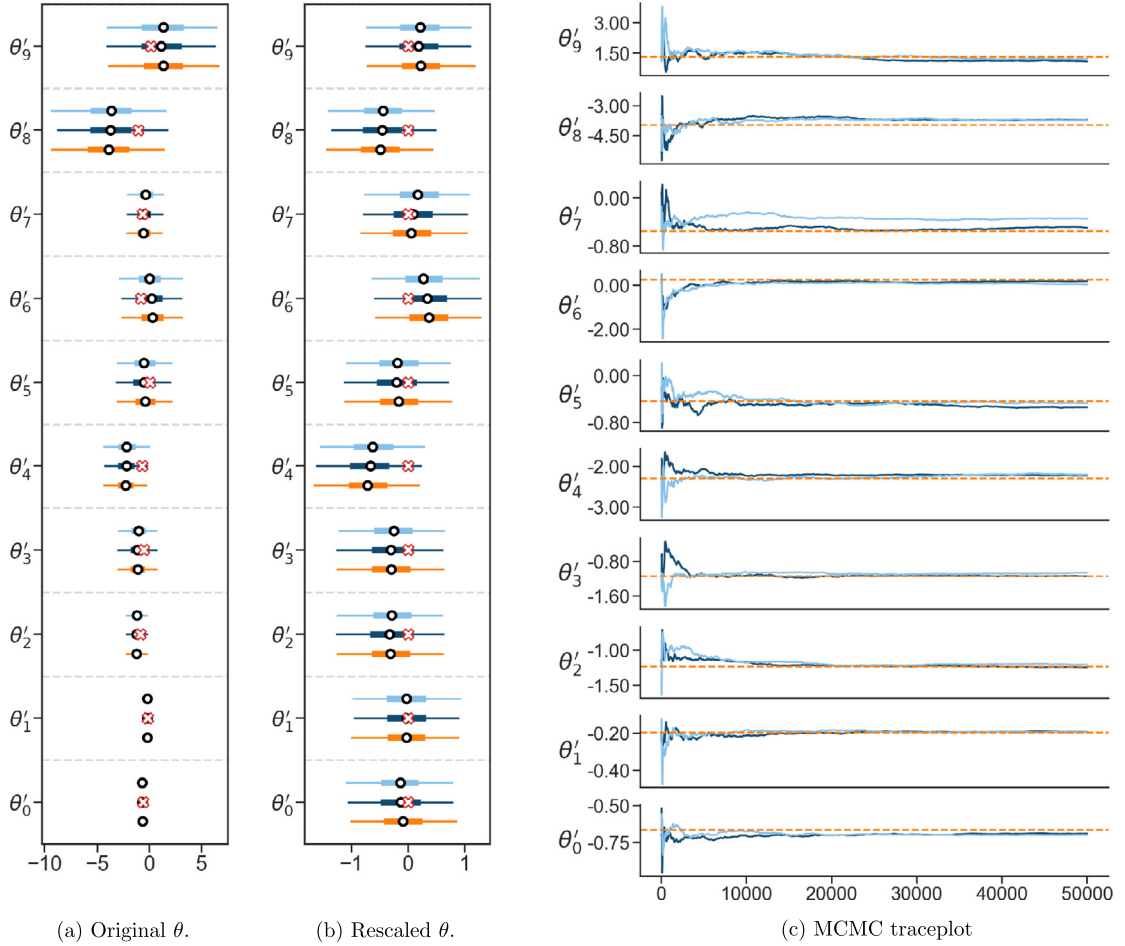 θ′9
θ′8
θ′7
θ′6
θ′5
θ′4
θ′3
θ′2
θ′1
θ′0
−10 −5 0 5
(a) Original θ.
θ′9
θ′8
θ′7
θ′6
θ′5
θ′4
θ′3
θ′2
θ′1
θ′0
−1 0 1
(b) Rescaled θ.
θ′9
3.00
1.50
θ′8
-3.00
-4.50
θ′7
0.00
-0.80
θ′6
0.00
-2.00
θ′5
0.00
-0.80
θ′4
-2.00
-3.00
θ′3
-0.80
-1.60
θ′2
-1.00
-1.50
θ′1
-0.20
-0.40
θ′0
-0.50
-0.75
0 10000 20000 30000 40000 50000
(c) MCMC traceplot